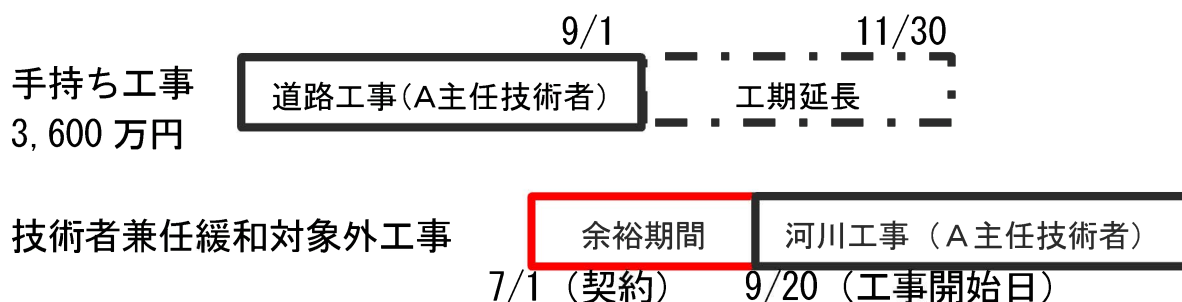 9/1 11/30
手持ち工事
道路工事(A主任技術者) 工期延長
3,600 万円
技術者兼任緩和対象外工事 余裕期間 河川工事（A主任技術者）
7/1（契約） 9/20（工事開始日）